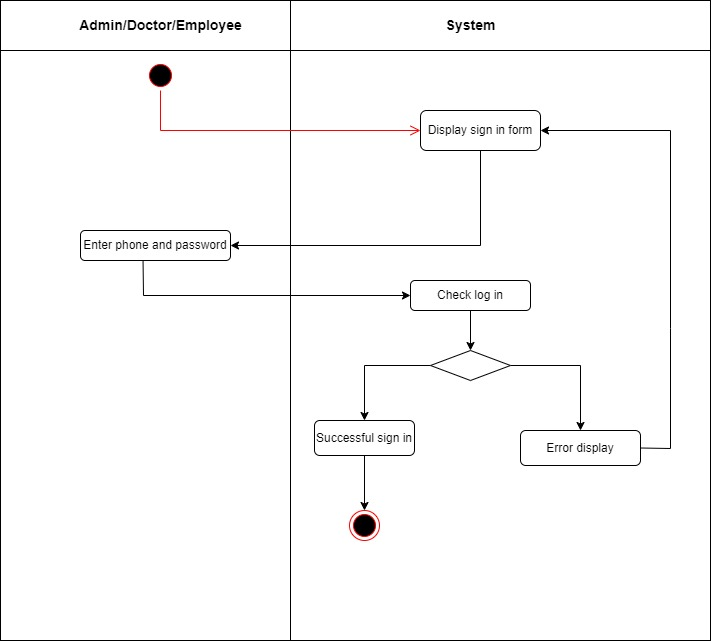 Admin/Doctor/Employee
System
Display sign in form
Enter phone and password
Check log in
Successful sign in
Error display